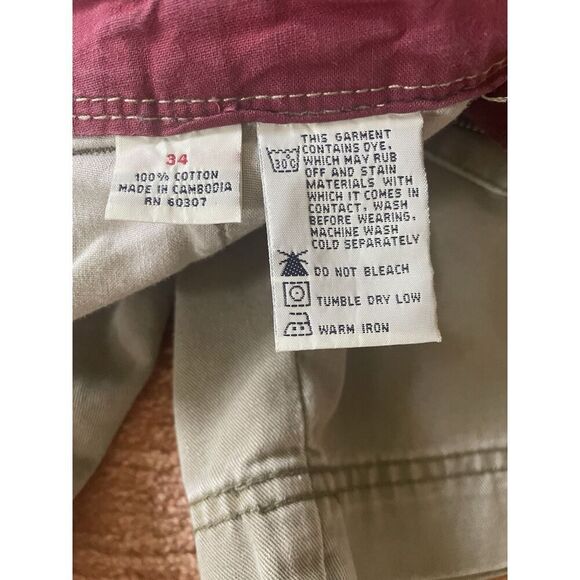 34
100% COTTON
MADE IN CAMBODIA
RN 60307
30°C
THIS GARMENT
CONTAINS DYE,
WHICH MAY RUB
OFF AND STAIN
MATERIALS WITH
WHICH IT COMES IN
CONTACT. WASH
BEFORE WEARING.
MACHINE WASH
COLD SEPARATELY
DO NOT BLEACH
TUMBLE DRY LOW
WARM IRON